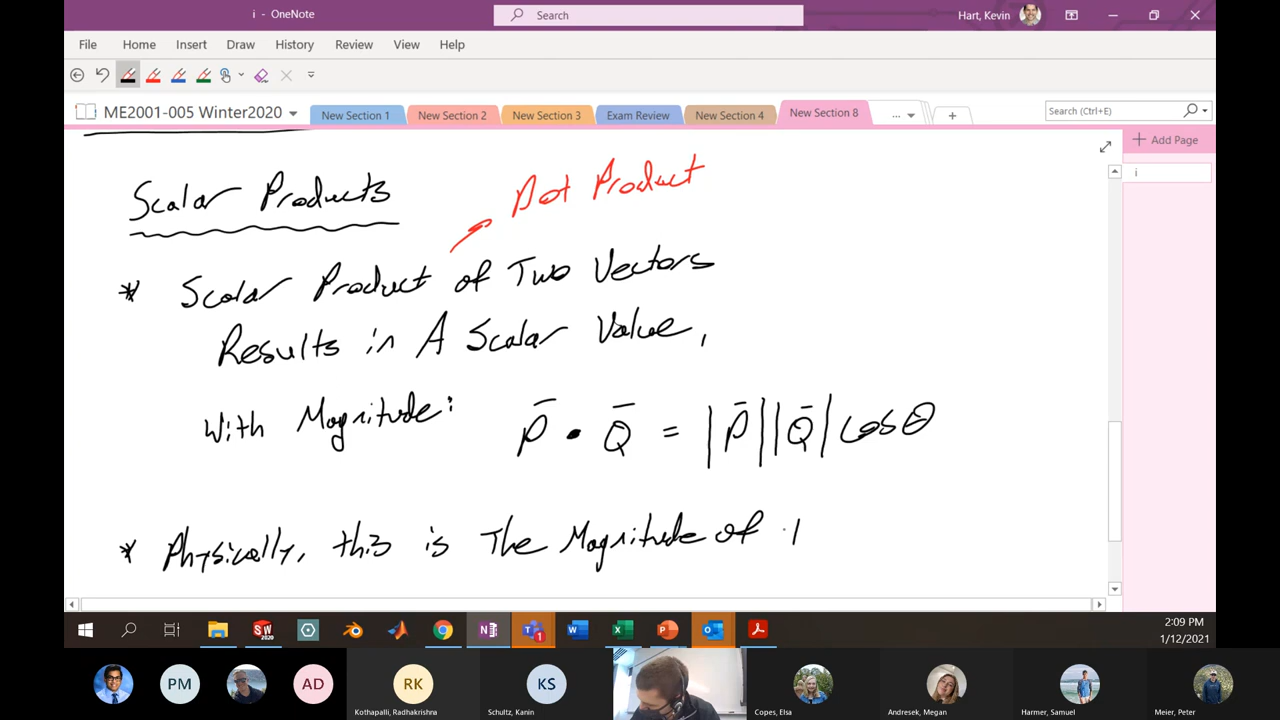 i - OneNote
Search
Hart, Kevin
File Home Insert Draw History Review View Help
ME2001-005 Winter2020
New Section 1 New Section 2 New Section 3 Exam Review New Section 4 New Section 8 ...
Search (Ctrl+E)
Add Page
i
Scalar Products
Dot Product
* Scalar Product of Two Vectors
Results in A Scalar Value,
With Magnitude: P̄ • Q̄ = |P̄||Q̄| cosθ
* Physically, this is The Magnitude of
2:09 PM
1/12/2021
PM
AD
RK
KS
Kothapalli, Radhakrishna
Schultz, Kanin
Copes, Elsa
Andresek, Megan
Harmer, Samuel
Meier, Peter